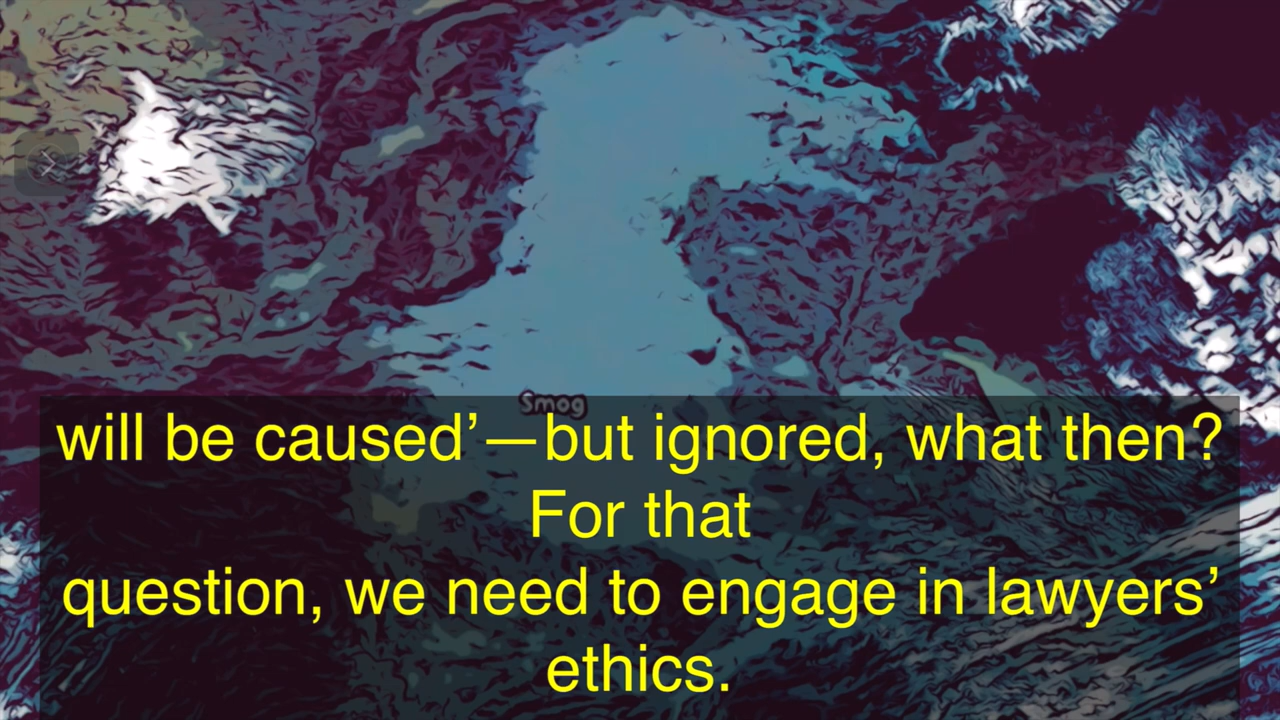 Smog
will be caused’—but ignored, what then?
For that
question, we need to engage in lawyers’
ethics.